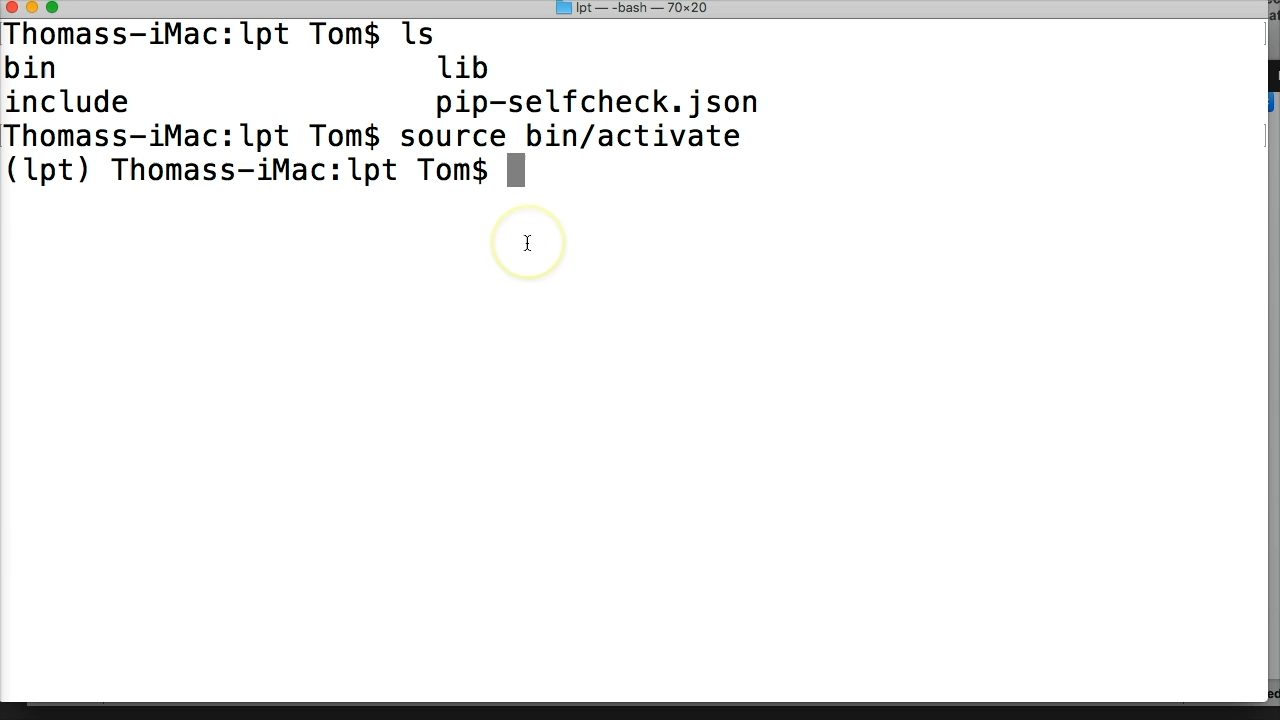 lpt — -bash — 70×20
Thomass-iMac:lpt Tom$ ls
bin lib
include pip-selfcheck.json
Thomass-iMac:lpt Tom$ source bin/activate
(lpt) Thomass-iMac:lpt Tom$